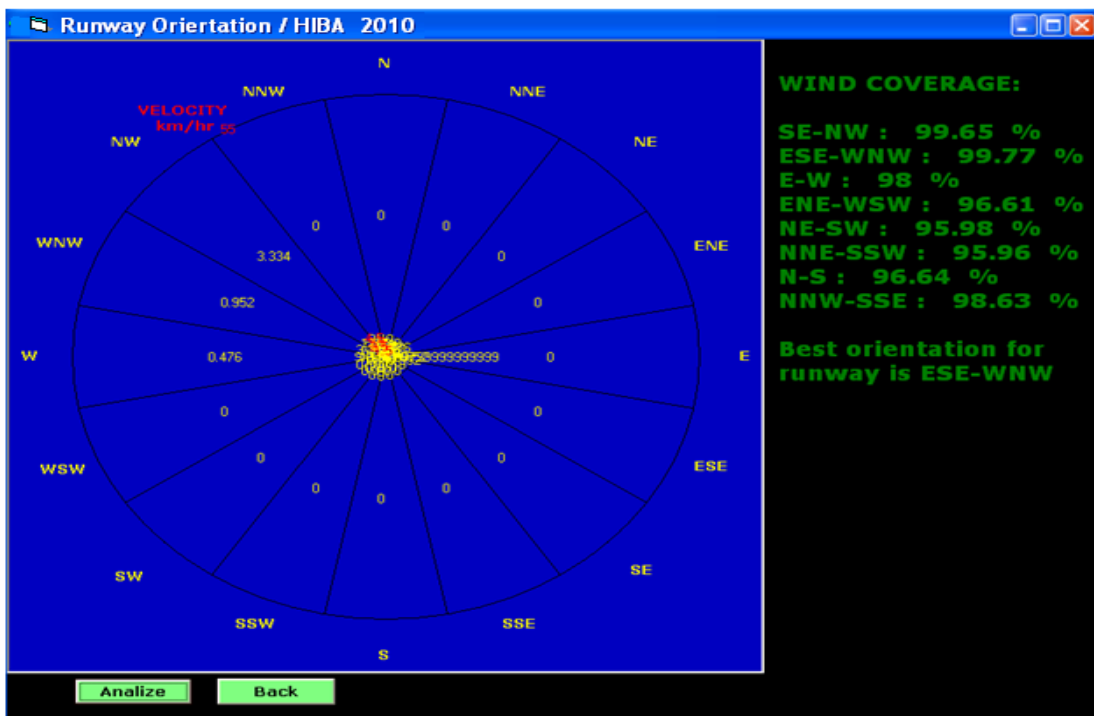 Runway Oriertation / HIBA 2010
N
NNW
NNE
VELOCITY
km/hr 55
NW
NE
WNW
ENE
W
E
WSW
ESE
SW
SE
SSW
SSE
S
0
0
0
3.334
0
0.952
0
0.476
0
0
0
0
0
0
0
WIND COVERAGE:
SE-NW : 99.65 %
ESE-WNW : 99.77 %
E-W : 98 %
ENE-WSW : 96.61 %
NE-SW : 95.98 %
NNE-SSW : 95.96 %
N-S : 96.64 %
NNW-SSE : 98.63 %
Best orientation for
runway is ESE-WNW
Analize
Back